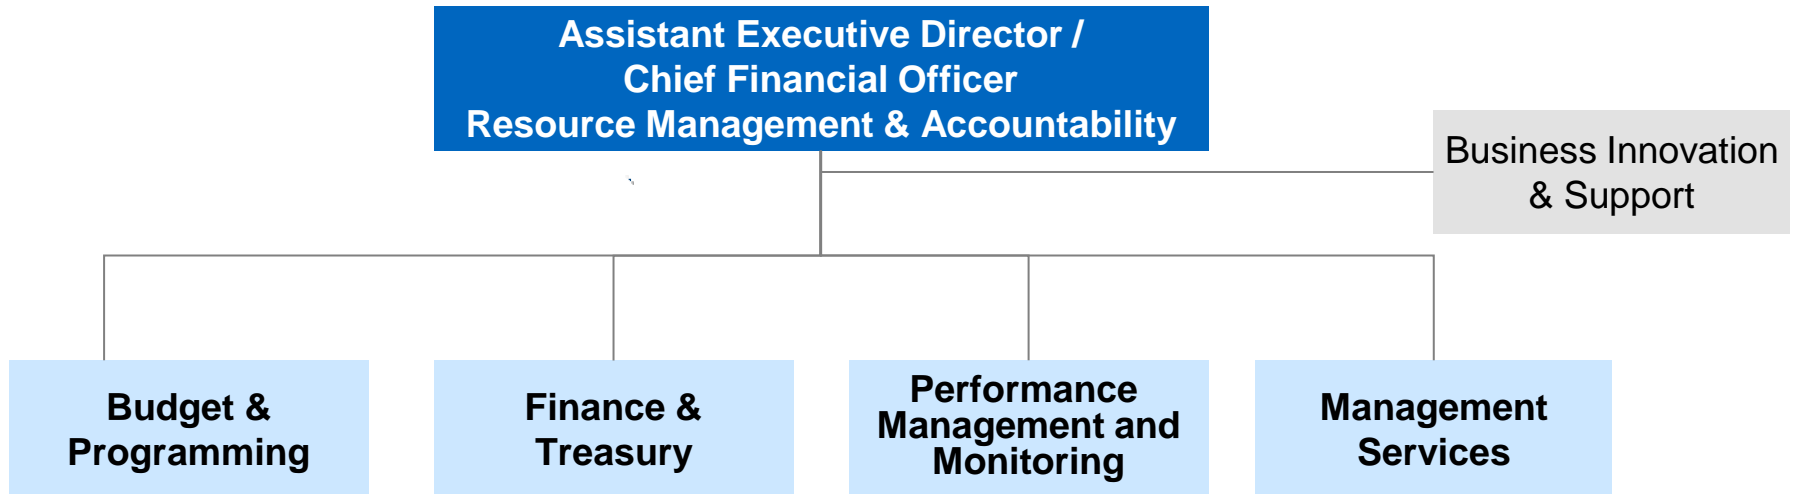 Assistant Executive Director /
Chief Financial Officer
Resource Management & Accountability
Business Innovation
& Support
Budget &
Programming
Finance &
Treasury
Performance
Management and
Monitoring
Management
Services